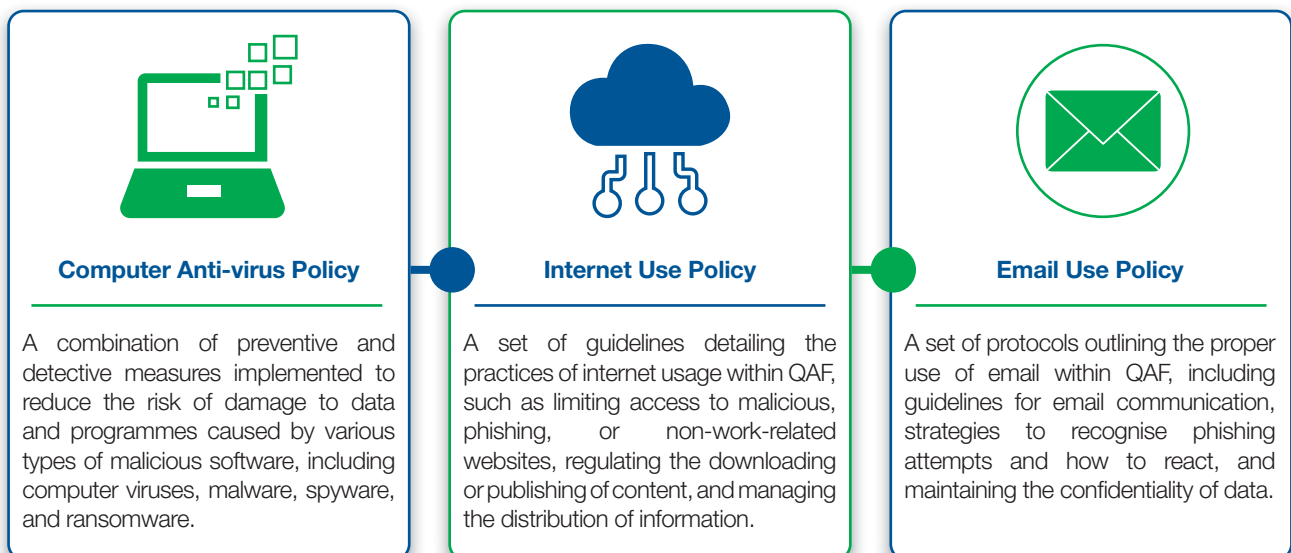 Computer Anti-virus Policy
A combination of preventive and
detective measures implemented to
reduce the risk of damage to data
and programmes caused by various
types of malicious software, including
computer viruses, malware, spyware,
and ransomware.
Internet Use Policy
A set of guidelines detailing the
practices of internet usage within QAF,
such as limiting access to malicious,
phishing, or non-work-related
websites, regulating the downloading
or publishing of content, and managing
the distribution of information.
Email Use Policy
A set of protocols outlining the proper
use of email within QAF, including
guidelines for email communication,
strategies to recognise phishing
attempts and how to react, and
maintaining the confidentiality of data.